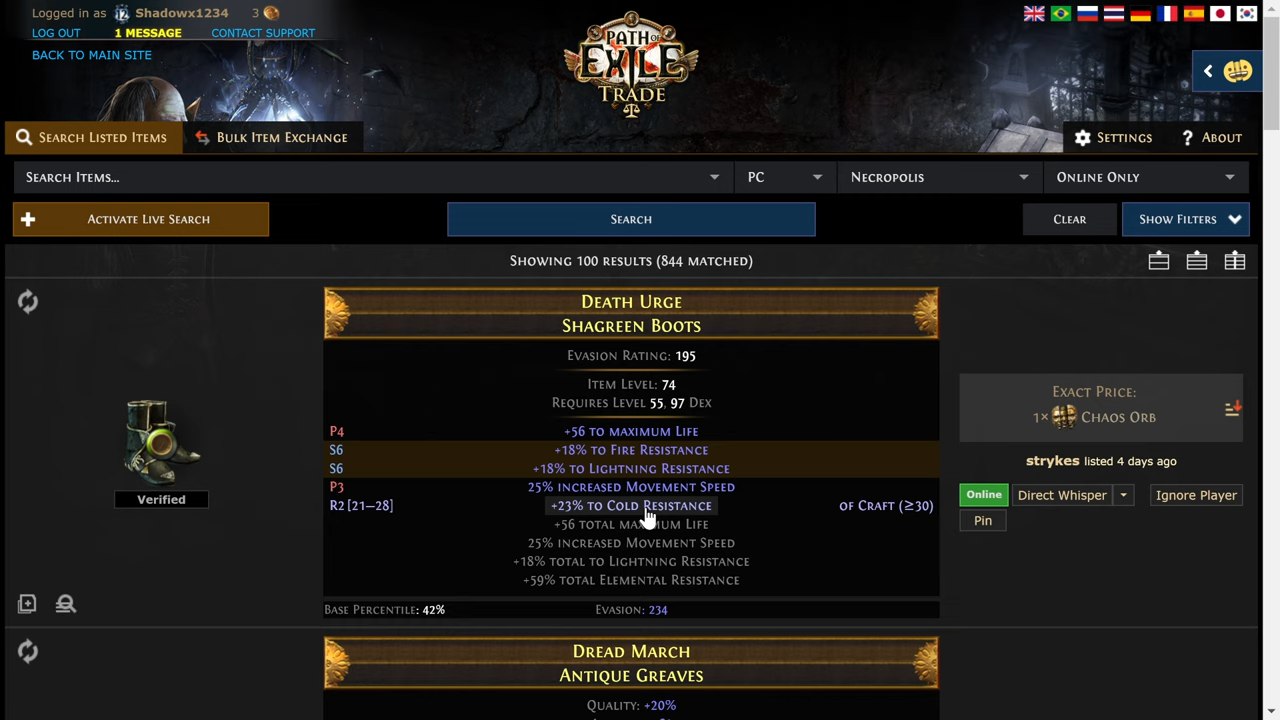 Logged in as Shadowx1234 3
LOG OUT 1 MESSAGE CONTACT SUPPORT
BACK TO MAIN SITE
PATH OF
EXILE
TRADE
SEARCH LISTED ITEMS
BULK ITEM EXCHANGE
SETTINGS
? ABOUT
SEARCH ITEMS...
PC
NECROPOLIS
ONLINE ONLY
+ ACTIVATE LIVE SEARCH
SEARCH
CLEAR
SHOW FILTERS
SHOWING 100 RESULTS (844 MATCHED)
DEATH URGE
SHAGREEN BOOTS
EVASION RATING: 195
ITEM LEVEL: 74
REQUIRES LEVEL 55, 97 DEX
P4 +56 TO MAXIMUM LIFE
S6 +18% TO FIRE RESISTANCE
S6 +18% TO LIGHTNING RESISTANCE
P3 25% INCREASED MOVEMENT SPEED
R2 [21—28] +23% TO COLD RESISTANCE OF CRAFT (≥30)
+56 TOTAL MAXIMUM LIFE
25% INCREASED MOVEMENT SPEED
+18% TOTAL TO LIGHTNING RESISTANCE
+59% TOTAL ELEMENTAL RESISTANCE
BASE PERCENTILE: 42% EVASION: 234
Verified
EXACT PRICE:
1× CHAOS ORB
strykes listed 4 days ago
Online Direct Whisper Ignore Player
Pin
DREAD MARCH
ANTIQUE GREAVES
QUALITY: +20%